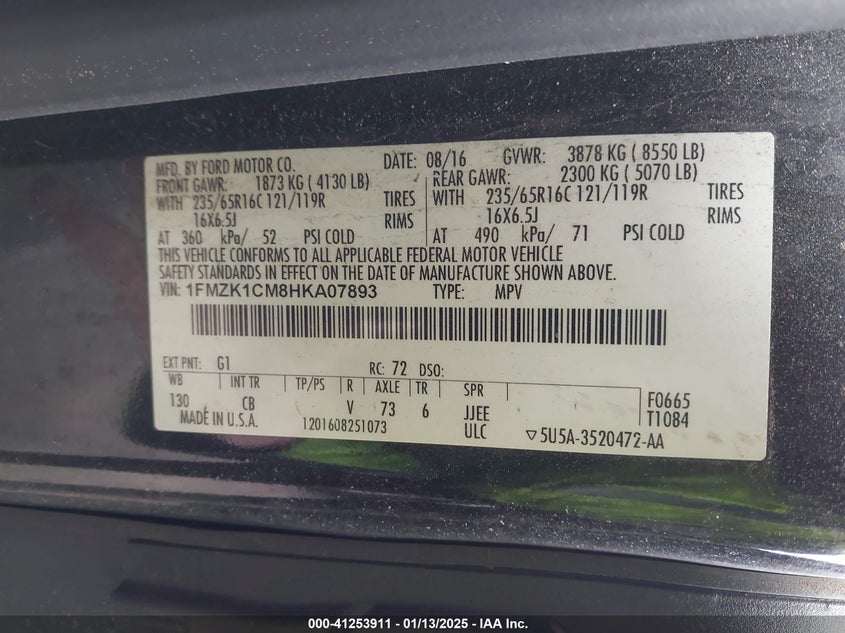 MFD. BY FORD MOTOR CO. DATE: 08/16 GVWR: 3878 KG ( 8550 LB)
FRONT GAWR: 1873 KG ( 4130 LB) REAR GAWR: 2300 KG ( 5070 LB)
WITH 235/65R16C 121/119R TIRES WITH 235/65R16C 121/119R TIRES
16X6.5J RIMS 16X6.5J RIMS
AT 360 kPa/ 52 PSI COLD AT 490 kPa/ 71 PSI COLD
THIS VEHICLE CONFORMS TO ALL APPLICABLE FEDERAL MOTOR VEHICLE
SAFETY STANDARDS IN EFFECT ON THE DATE OF MANUFACTURE SHOWN ABOVE.
VIN: 1FMZK1CM8HKA07893 TYPE: MPV
EXT PNT: G1 RC: 72 DSO:
WB INT TR TP/PS R AXLE TR SPR
130 CB V 73 6 JJEE F0665
MADE IN U.S.A. 1201608251073 ULC ▽5U5A-3520472-AA T1084
000-41253911 - 01/13/2025 - IAA Inc.